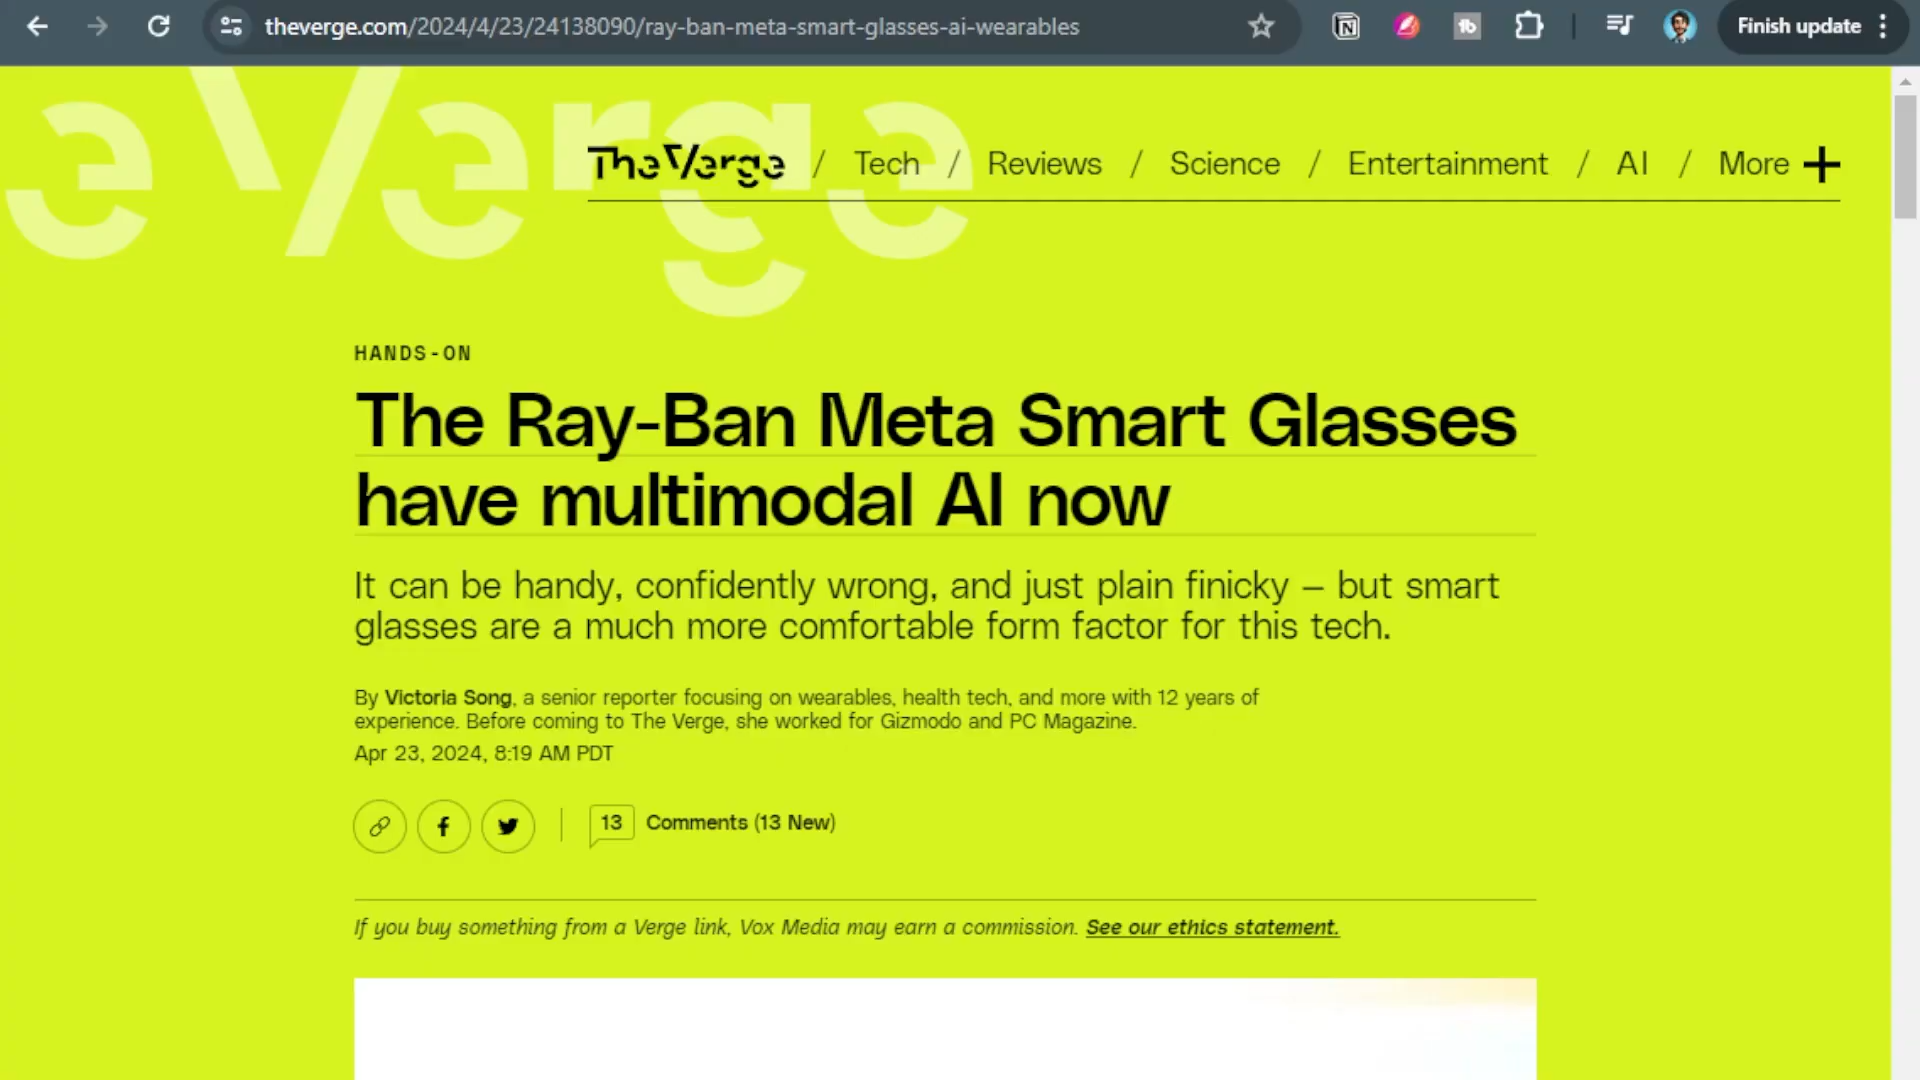 theverge.com/2024/4/23/24138090/ray-ban-meta-smart-glasses-ai-wearables
Finish update
e Verge
The Verge / Tech / Reviews / Science / Entertainment / AI / More +
HANDS-ON
The Ray-Ban Meta Smart Glasses
have multimodal AI now
It can be handy, confidently wrong, and just plain finicky — but smart
glasses are a much more comfortable form factor for this tech.
By Victoria Song, a senior reporter focusing on wearables, health tech, and more with 12 years of
experience. Before coming to The Verge, she worked for Gizmodo and PC Magazine.
Apr 23, 2024, 8:19 AM PDT
13 Comments (13 New)
If you buy something from a Verge link, Vox Media may earn a commission. See our ethics statement.